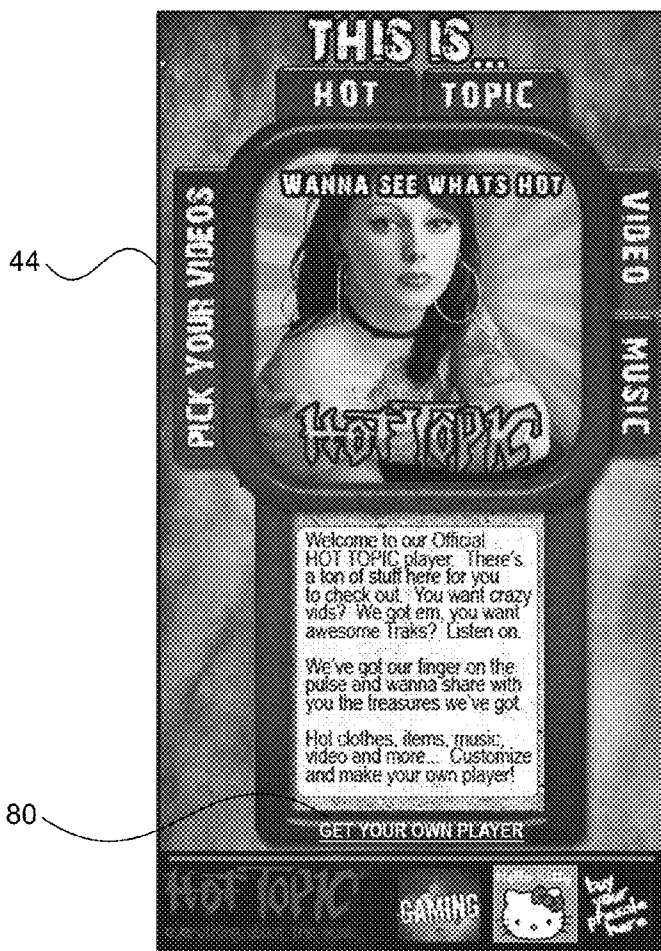 THIS IS...
HOT TOPIC
WANNA SEE WHATS HOT
PICK YOUR VIDEOS
VIDEO
MUSIC
44
HOT TOPIC
Welcome to our Official
HOT TOPIC player. There's
a ton of stuff here for you
to check out. You want crazy
vids? We got em, you want
awesome Traks? Listen on.
We've got our finger on the
pulse and wanna share with
you the treasures we've got.
Hot clothes, items, music,
video and more... Customize
and make your own player!
80
GET YOUR OWN PLAYER
HOT TOPIC
GAMING
buy
your
here